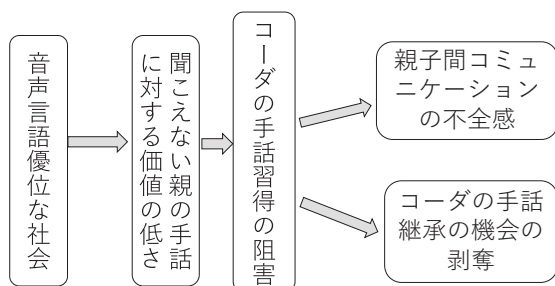 音声言語優位な社会
聞こえない親の手話
に対する価値の低さ
コーダの手話習得の阻害
親子間コミュ
ニケーション
の不全感
コーダの手話
継承の機会の
剥奪